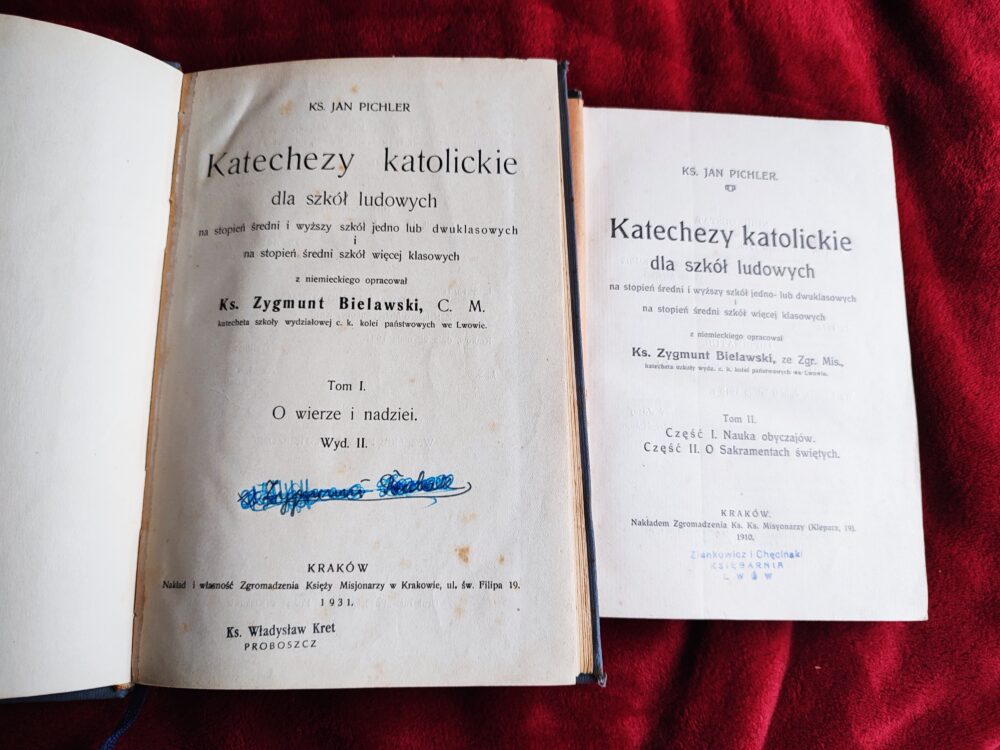 KS. JAN PICHLER
Katechezy katolickie
dla szkół ludowych
na stopień średni i wyższy szkół jedno lub dwuklasowych
i
na stopień średni szkół więcej klasowych
z niemieckiego opracował
Ks. Zygmunt Bielawski, C. M.
katecheta szkoły wydziałowej c. k. kolei państwowych we Lwowie.
Tom I.
O wierze i nadziei.
Wyd. II.
KRAKÓW
Nakład i własność Zgromadzenia Księży Misjonarzy w Krakowie, ul. św. Filipa 19.
1931.
Ks. Władysław Kret
PROBOSZCZ
KS. JAN PICHLER.
Katechezy katolickie
dla szkół ludowych
na stopień średni i wyższy szkół jedno- lub dwuklasowych
i
na stopień średni szkół więcej klasowych
z niemieckiego opracował
Ks. Zygmunt Bielawski, ze Zgr. Mis.,
katecheta szkoły wydz. c. k. kolei państwowych we Lwowie.
Tom II.
Część I. Nauka obyczajów.
Część II. O Sakramentach świętych.
KRAKÓW.
Nakładem Zgromadzenia Ks. Ks. Misyonarzy (Kleparz, 19).
1910.
Ziankowicz i Chęciński
KSIĘGARNIA
LWÓW